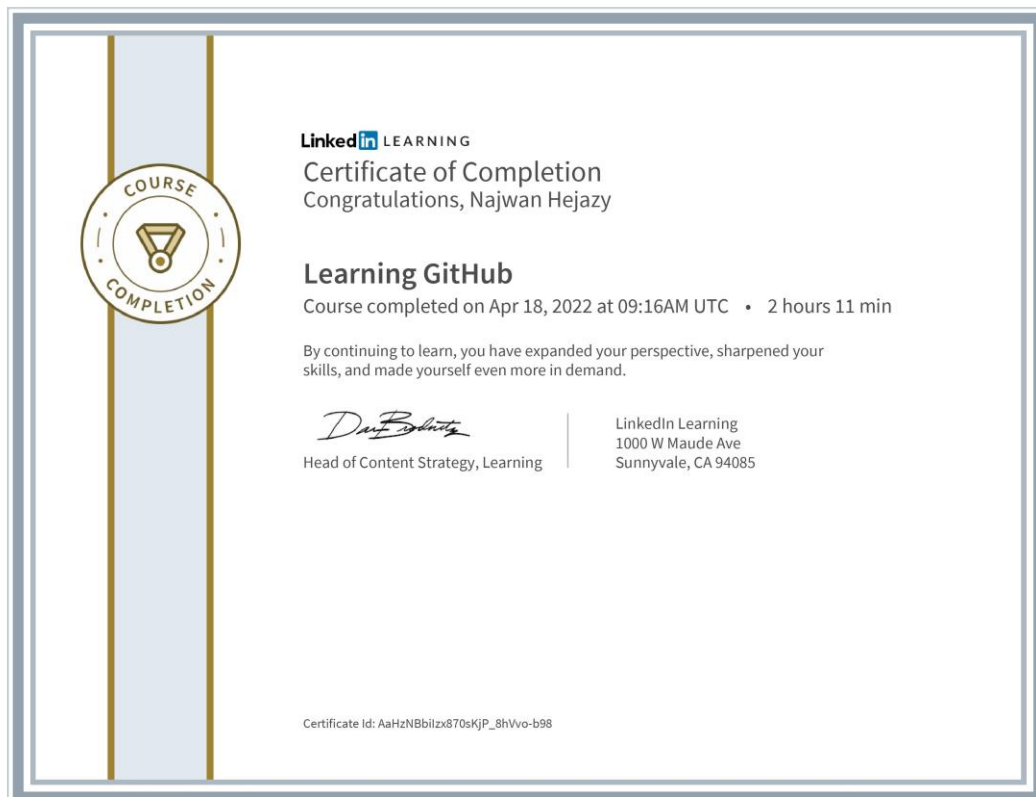 COURSE
COMPLETION
Linked in LEARNING
Certificate of Completion
Congratulations, Najwan Hejazy
Learning GitHub
Course completed on Apr 18, 2022 at 09:16AM UTC • 2 hours 11 min
By continuing to learn, you have expanded your perspective, sharpened your
skills, and made yourself even more in demand.
Head of Content Strategy, Learning
LinkedIn Learning
1000 W Maude Ave
Sunnyvale, CA 94085
Certificate Id: AaHzNBbiIzx870sKjP_8hVvo-b98